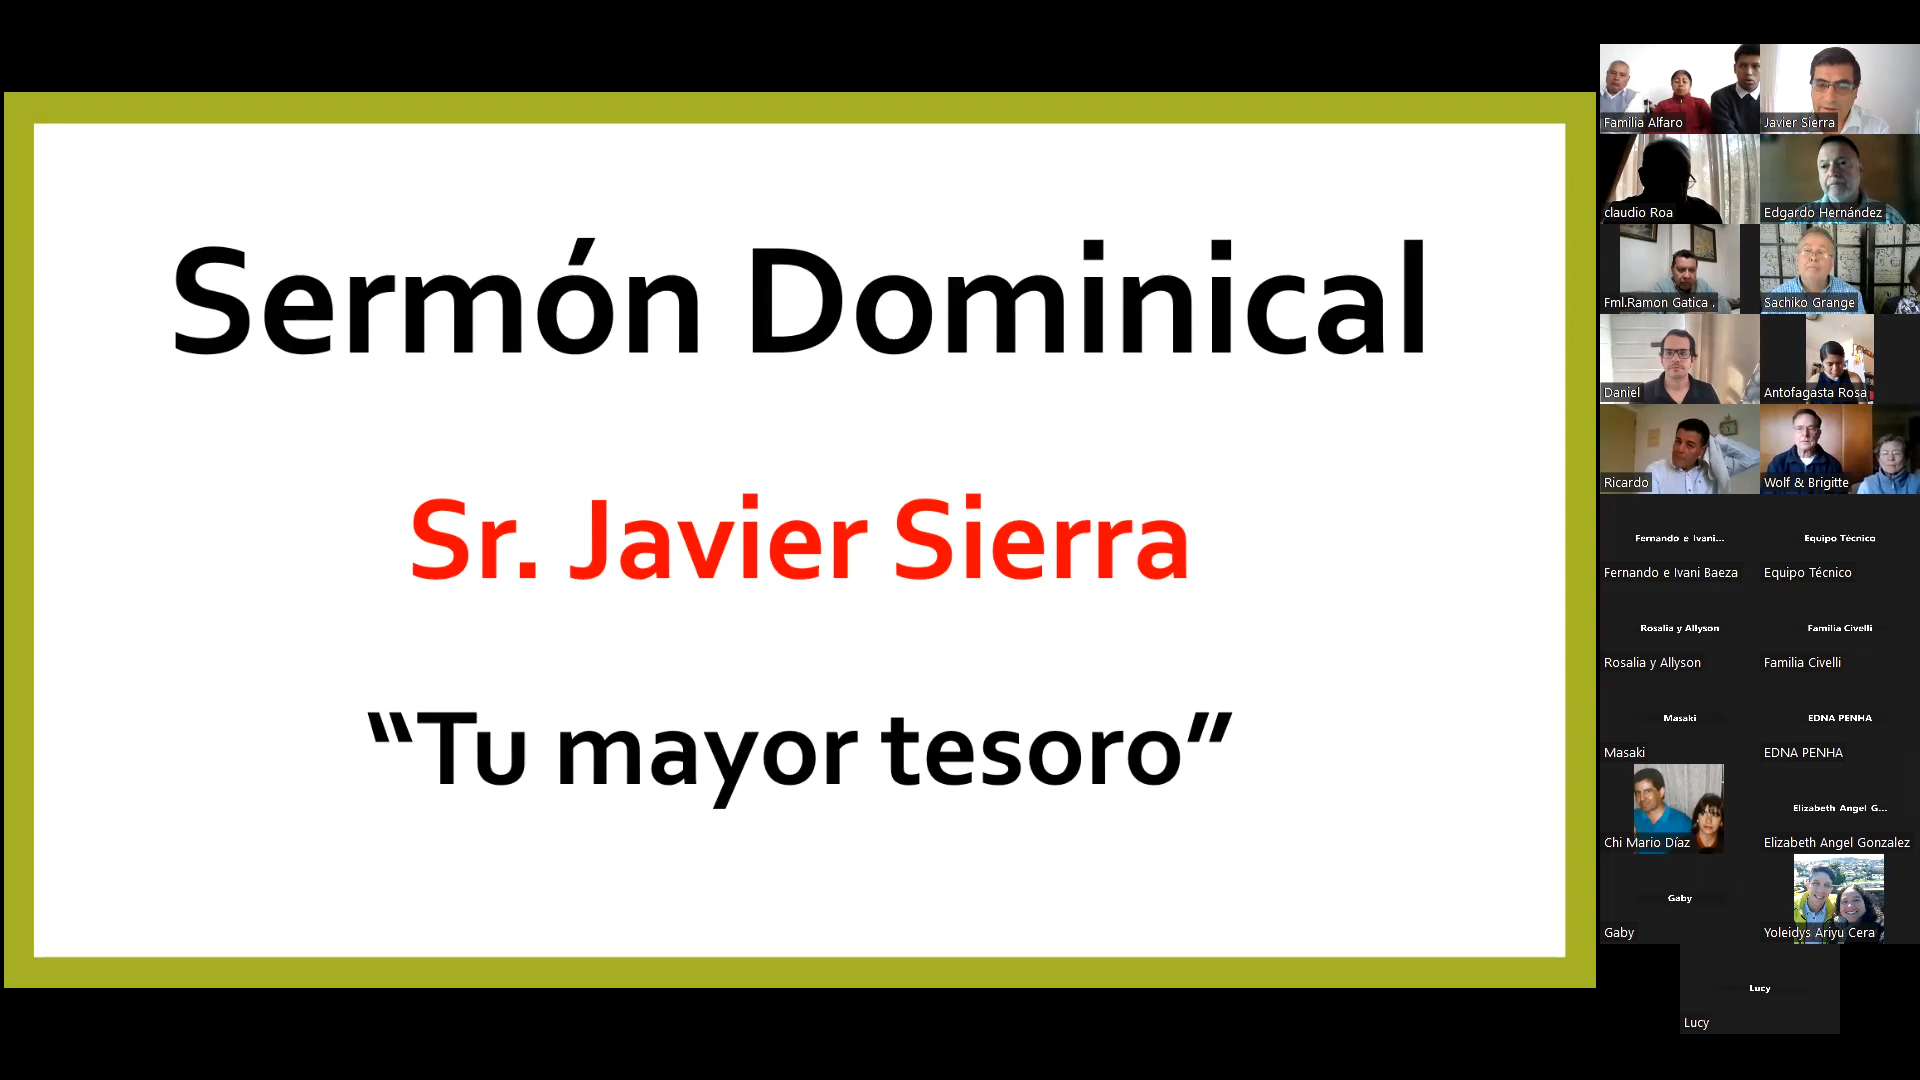 Sermón Dominical
Sr. Javier Sierra
“Tu mayor tesoro”
Familia Alfaro
Javier Sierra
claudio Roa
Edgardo Hernández
Fml.Ramon Gatica .
Sachiko Grange
Daniel
Antofagasta Rosa
Ricardo
Wolf & Brigitte
Fernando e Ivani...
Fernando e Ivani Baeza
Equipo Técnico
Equipo Técnico
Rosalia y Allyson
Rosalia y Allyson
Familia Civelli
Familia Civelli
Masaki
Masaki
EDNA PENHA
EDNA PENHA
Chi Mario Díaz
Elizabeth Angel G...
Elizabeth Angel Gonzalez
Gaby
Gaby
Yoleidys Ariyu Cera
Lucy
Lucy